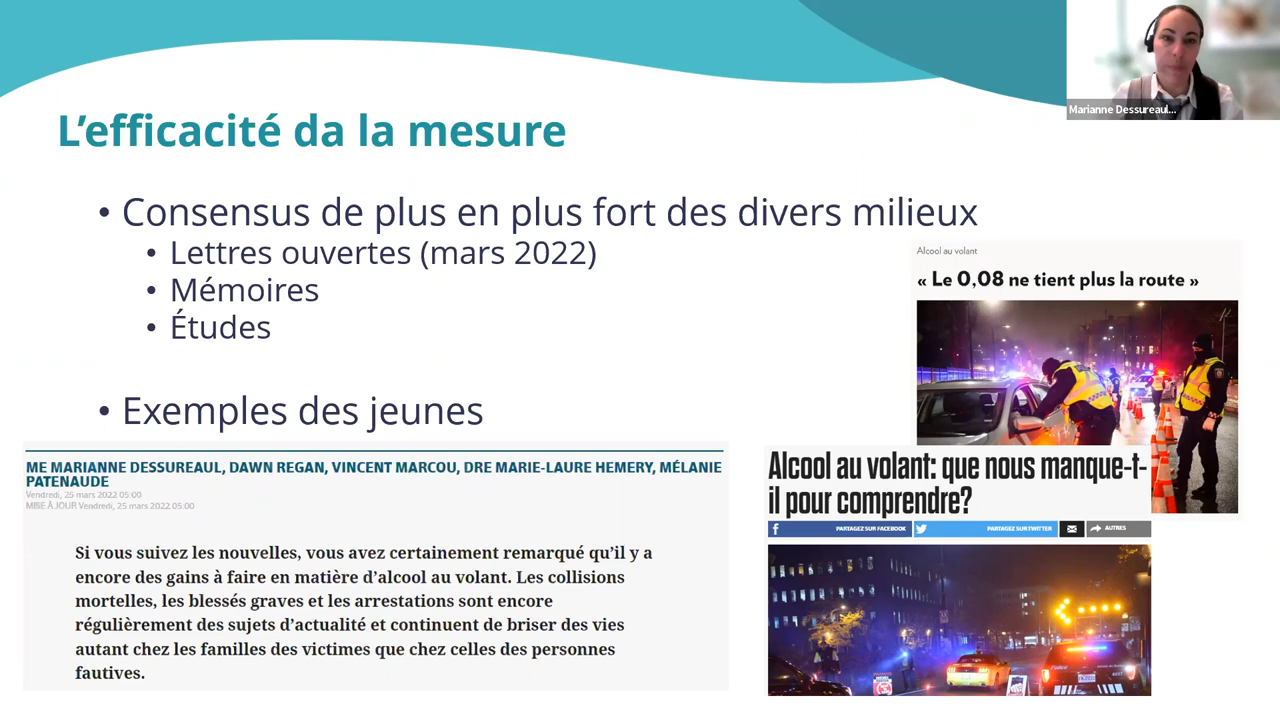 Marianne Dessureaul...
L'efficacité da la mesure
• Consensus de plus en plus fort des divers milieux
• Lettres ouvertes (mars 2022)
• Mémoires
• Études
• Exemples des jeunes
Alcool au volant
« Le 0,08 ne tient plus la route »
ME MARIANNE DESSUREAUL, DAWN REGAN, VINCENT MARCOU, DRE MARIE-LAURE HEMERY, MÉLANIE
PATENAUDE
Vendredi, 25 mars 2022 05:00
MISE À JOUR Vendredi, 25 mars 2022 05:00
Si vous suivez les nouvelles, vous avez certainement remarqué qu'il y a
encore des gains à faire en matière d'alcool au volant. Les collisions
mortelles, les blessés graves et les arrestations sont encore
régulièrement des sujets d'actualité et continuent de briser des vies
autant chez les familles des victimes que chez celles des personnes
fautives.
Alcool au volant: que nous manque-t-
il pour comprendre?
PARTAGEZ SUR FACEBOOK
PARTAGEZ SUR TWITTER
AUTRES